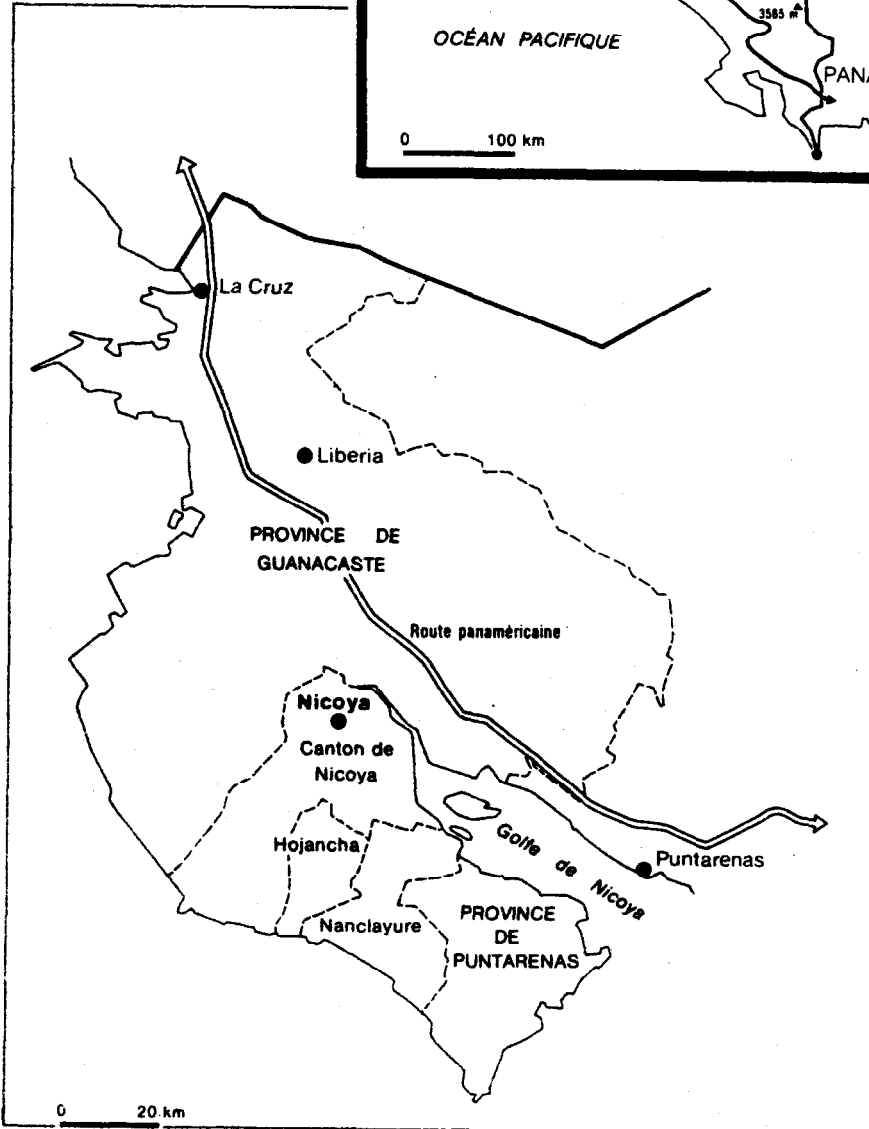 3585 m
OCÉAN PACIFIQUE
0 100 km
La Cruz
Liberia
PROVINCE DE
GUANACASTE
Route panaméricaine
Nicoya
Canton de
Nicoya
Hojancha
Golfe de Nicoya
Puntarenas
Nanclayure
PROVINCE
DE
PUNTARENAS
0 20 km